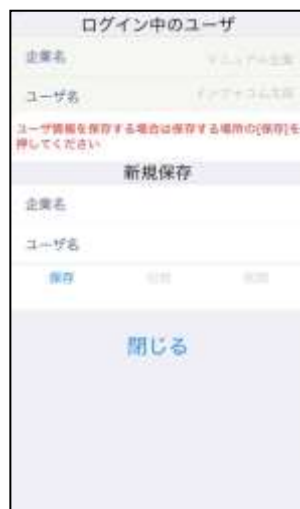 ログイン中のユーザ
企業名
ユーザ名
ユーザ情報を保存する場合は保存する場所の[保存]を
押してください
新規保存
企業名
ユーザ名
保存
閉じる